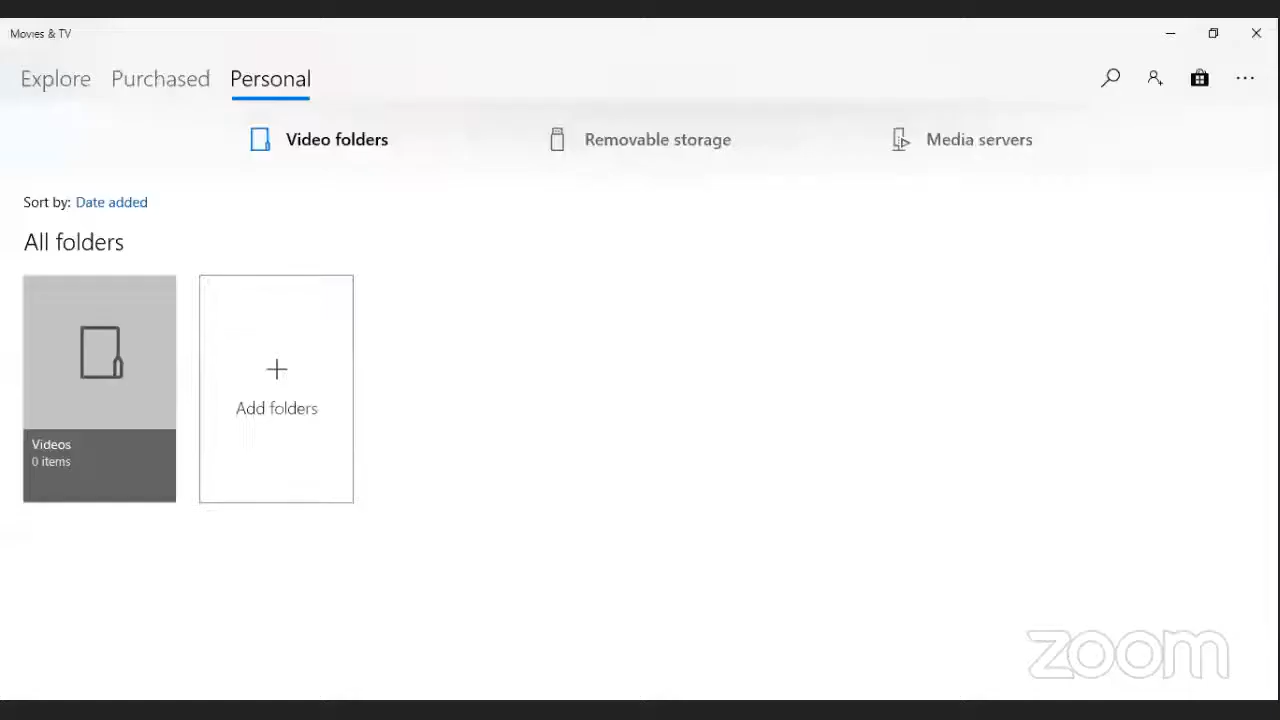 Movies & TV
Explore Purchased Personal
Video folders Removable storage Media servers
Sort by: Date added
All folders
Videos
0 items
Add folders
zoom